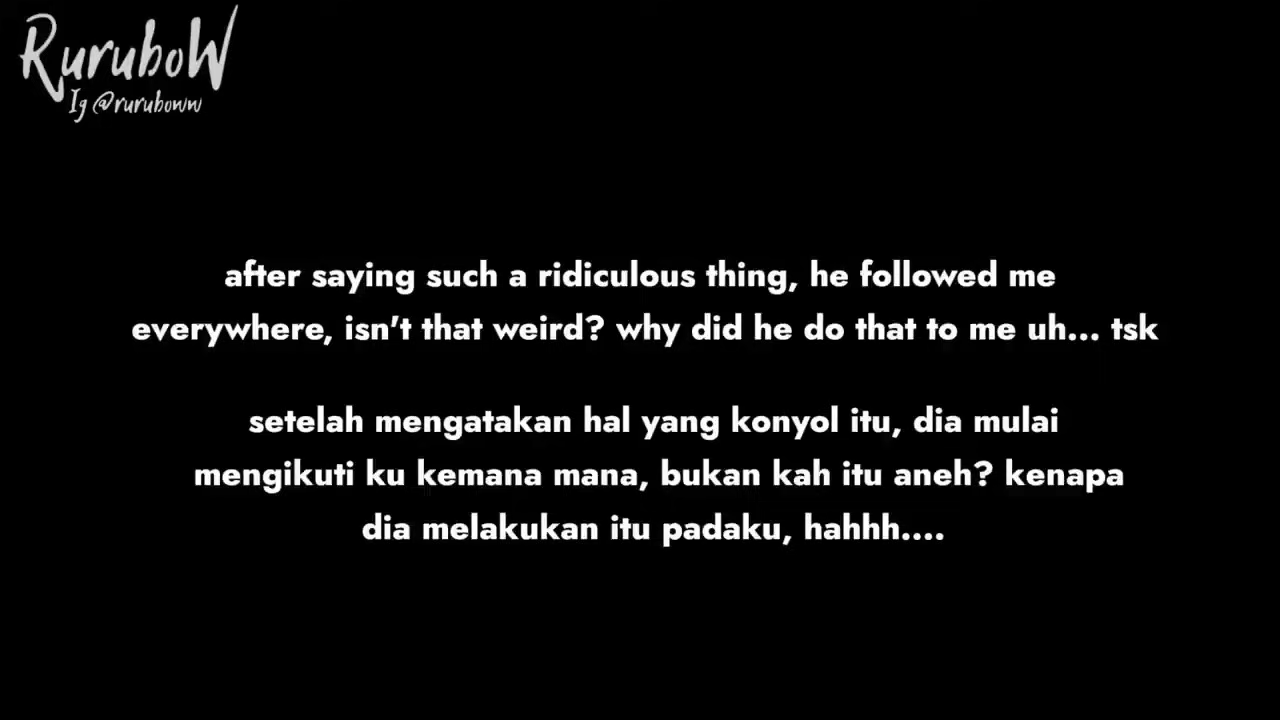 RuruboW
Ig @ruruboww
after saying such a ridiculous thing, he followed me
everywhere, isn't that weird? why did he do that to me uh... tsk
setelah mengatakan hal yang konyol itu, dia mulai
mengikuti ku kemana mana, bukan kah itu aneh? kenapa
dia melakukan itu padaku, hahhh....